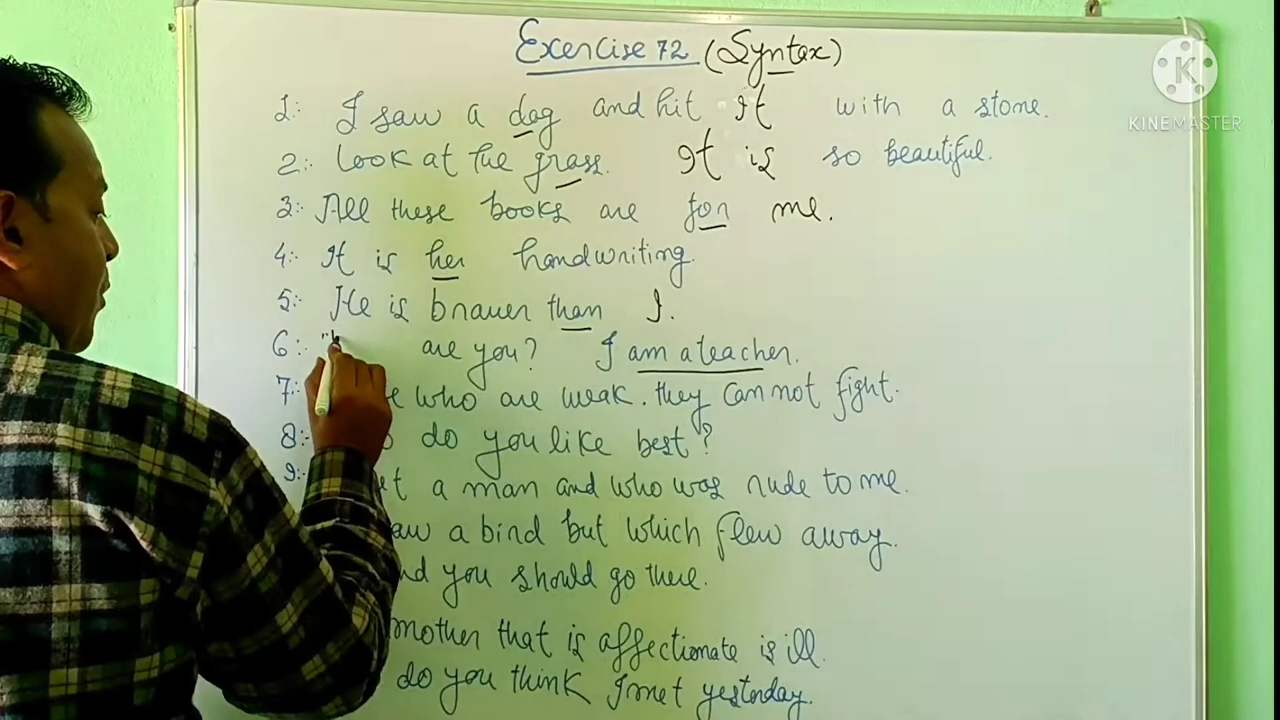 Exercise 72 (Syntax)
K
KINEMASTER
1:- I saw a dog and hit It with a stone.
2:- Look at the grass. It is so beautiful.
3:- All these books are for me.
4:- It is her handwriting.
5:- He is braver than I.
6:- are you? I am a teacher.
7:- who are weak. they cannot fight.
8:- do you like best?
9:- a man and who was rude to me.
a bird but which flew away.
you should go there.
mother that is affectionate is ill.
do you think I met yesterday.